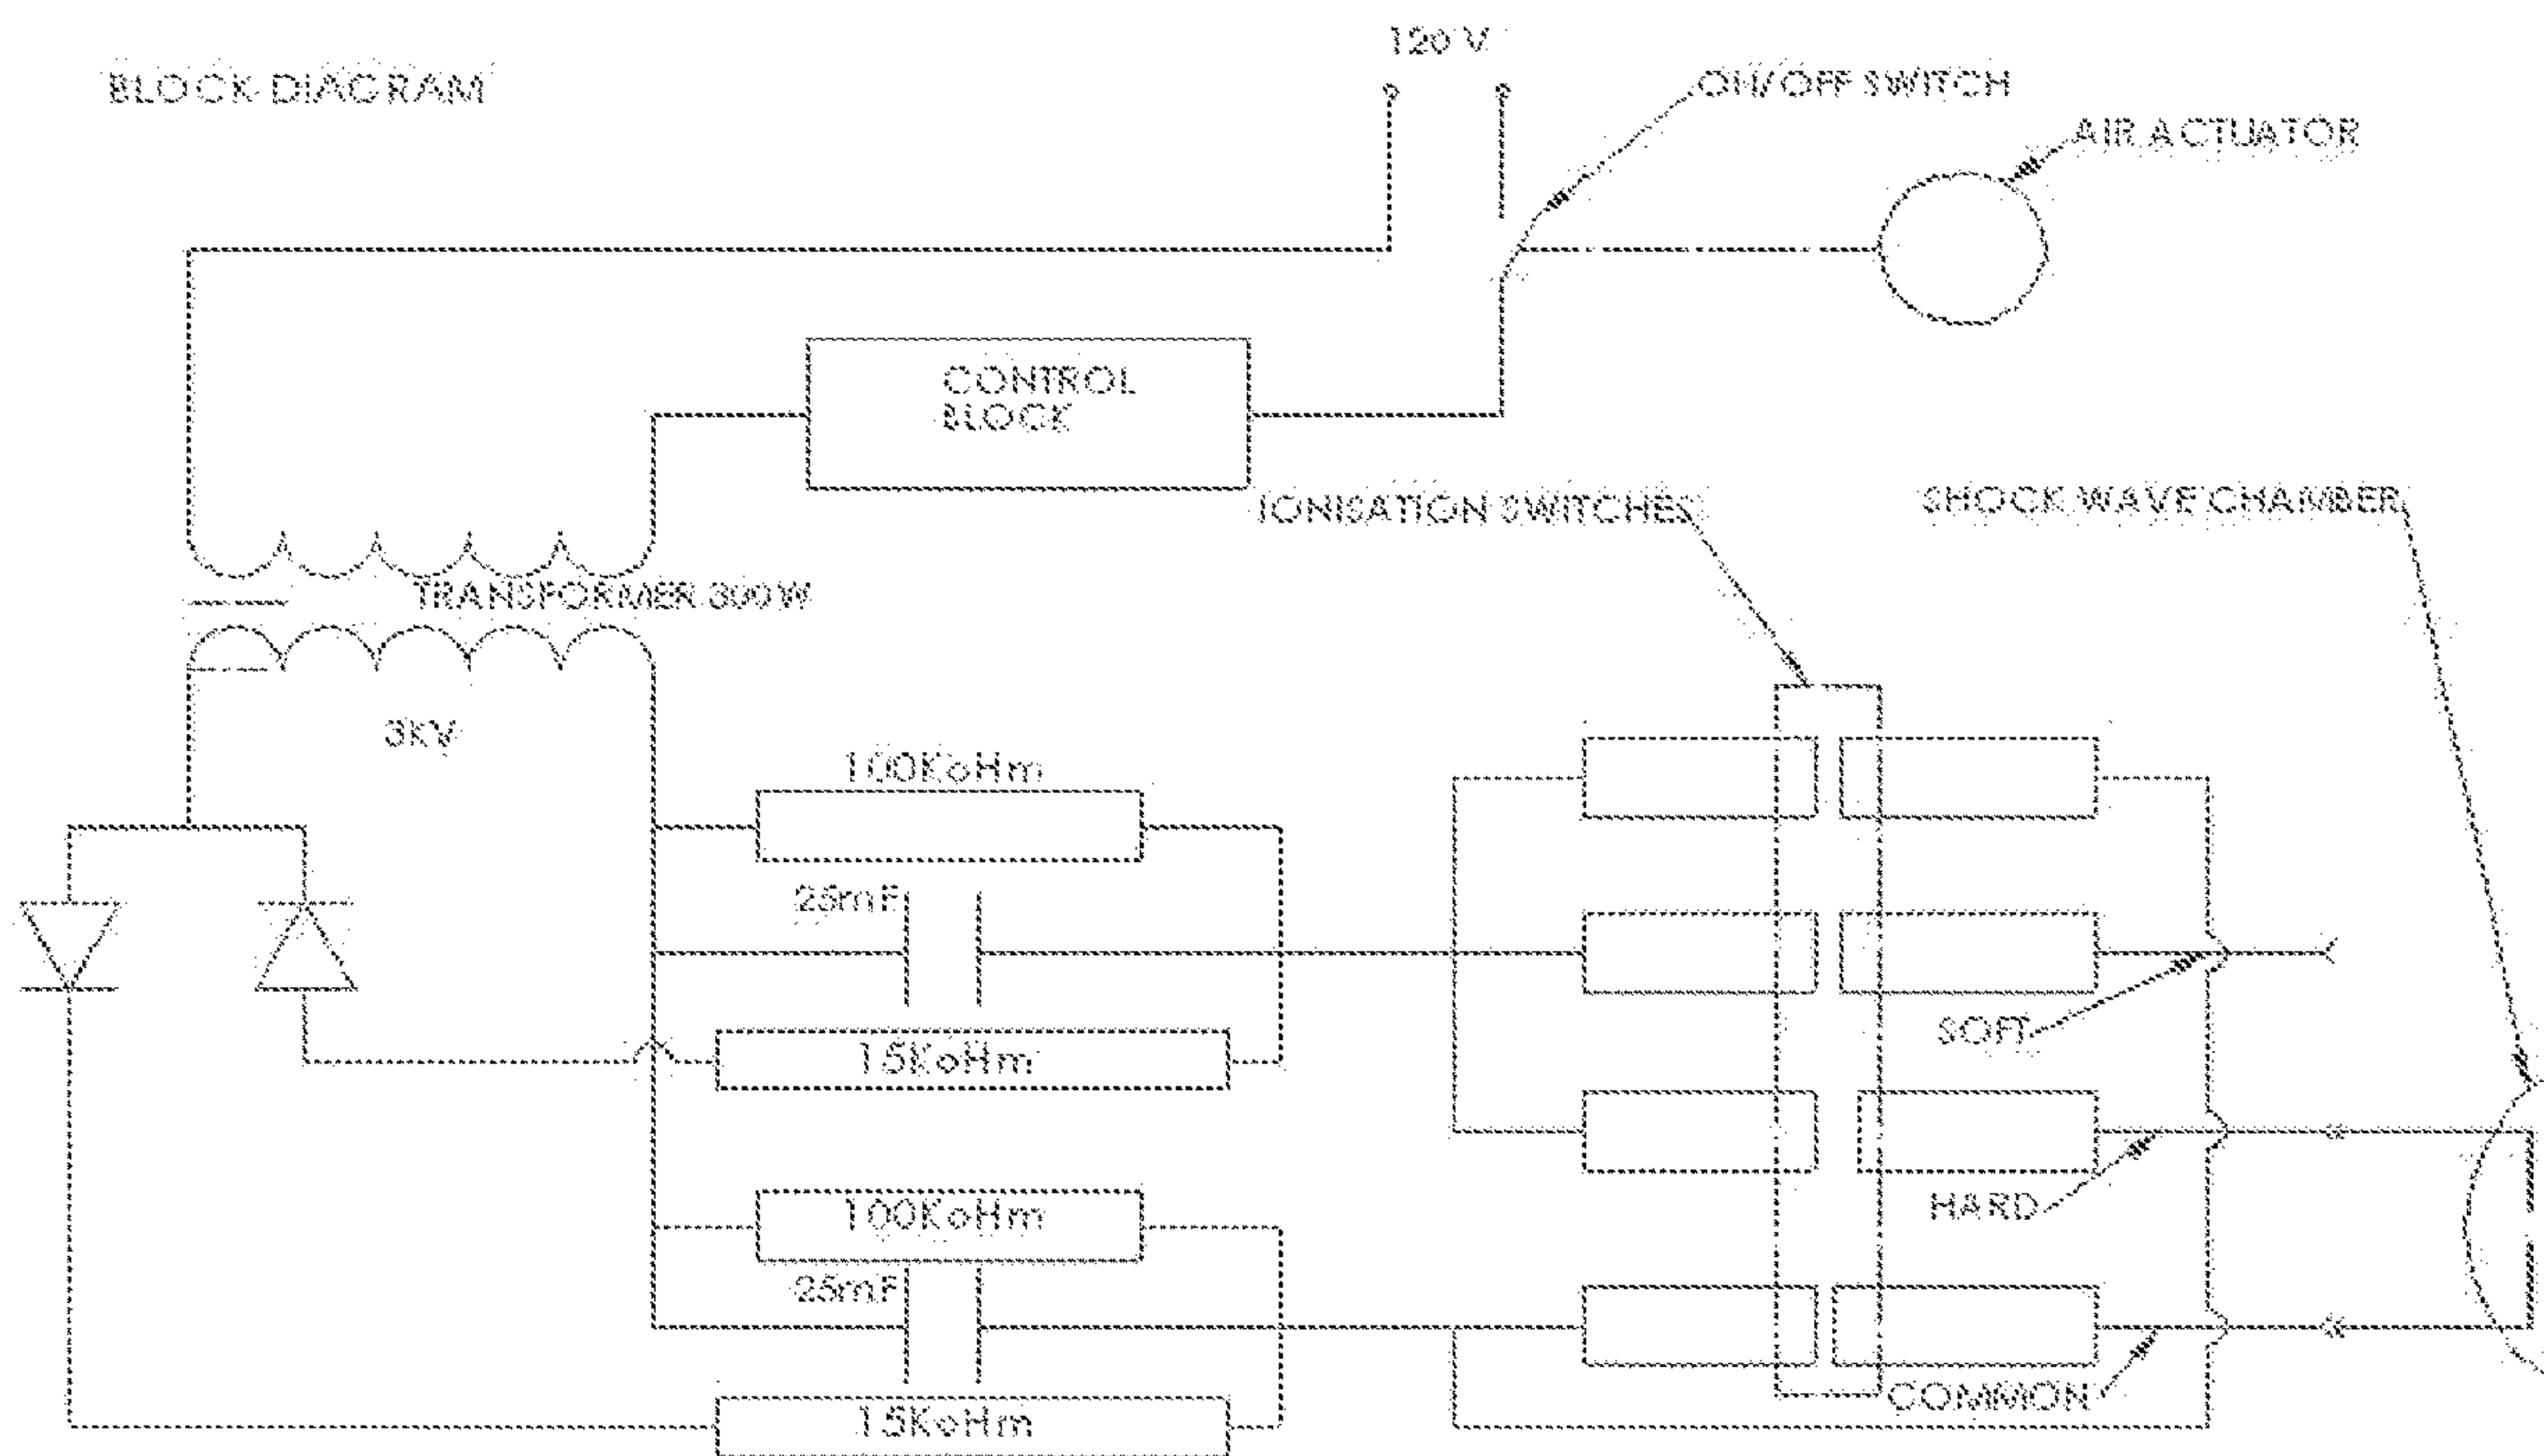 120 V
BLOCK DIAGRAM
ON/OFF SWITCH
AIR ACTUATOR
CONTROL
BLOCK
IONISATION SWITCHES
SHOCK WAVE CHAMBER
TRANSFORMER 300W
3KV
100KoHm
25mF
SOFT
15KoHm
HARD
100KoHm
25mF
COMMON
15KoHm